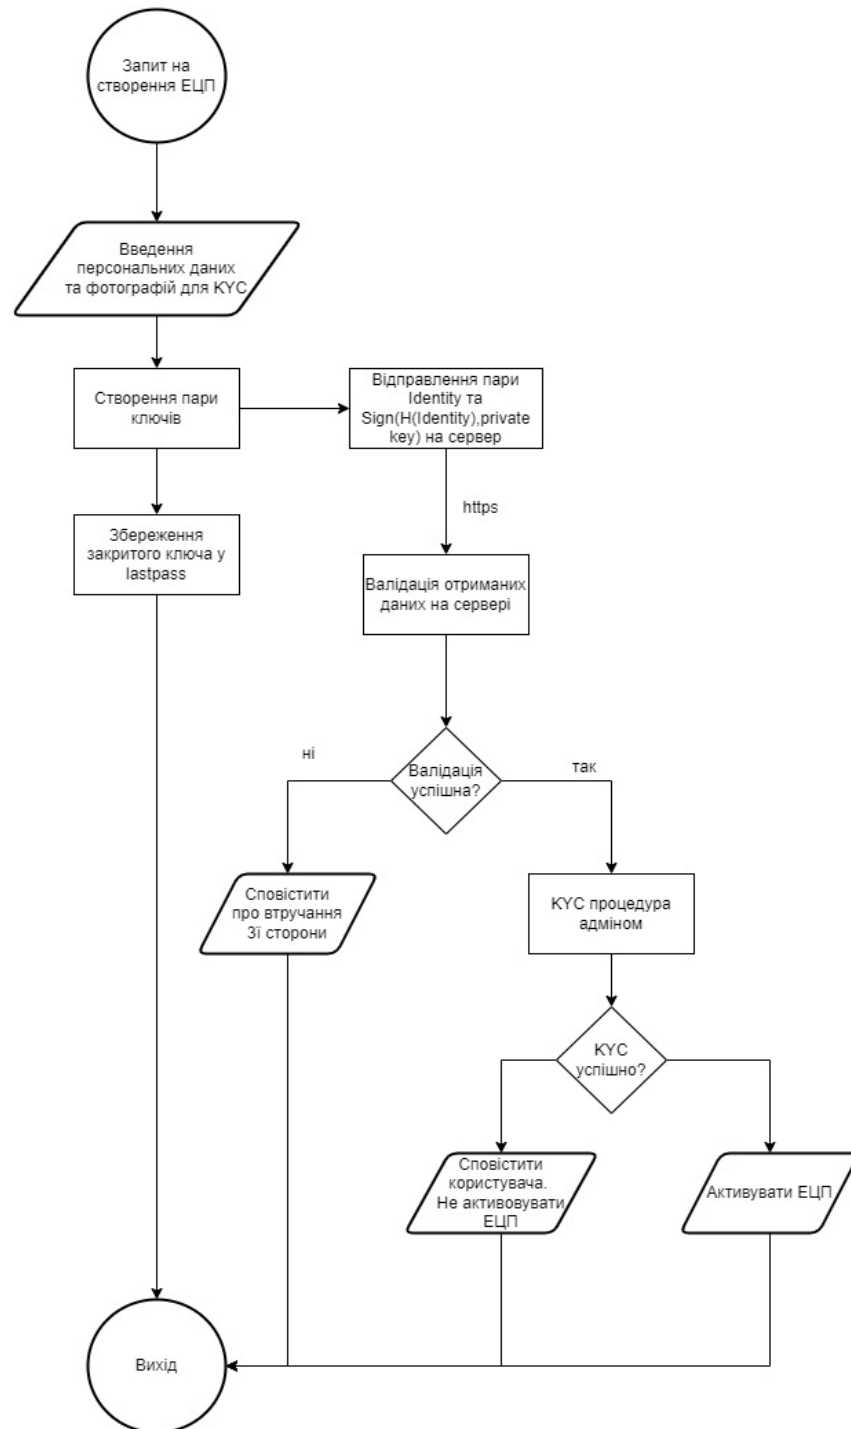 Запит на
створення ЕЦП
Введення
персональних даних
та фотографій для KYC
Створення пари
ключів
Відправлення пари
Identity та
Sign(H(Identity),private
key) на сервер
https
Збереження
закритого ключа у
lastpass
Валідація отриманих
даних на сервері
Валідація
успішна?
ні
так
Сповістити
про втручання
3ї сторони
KYC процедура
адміном
KYC
успішно?
Сповістити
користувача.
Не активовувати
ЕЦП
Активувати ЕЦП
Вихід